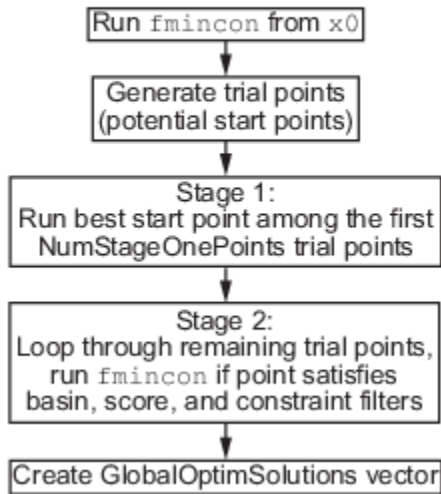 Run fmincon from x0
Generate trial points
(potential start points)
Stage 1:
Run best start point among the first
NumStageOnePoints trial points
Stage 2:
Loop through remaining trial points,
run fmincon if point satisfies
basin, score, and constraint filters
Create GlobalOptimSolutions vector